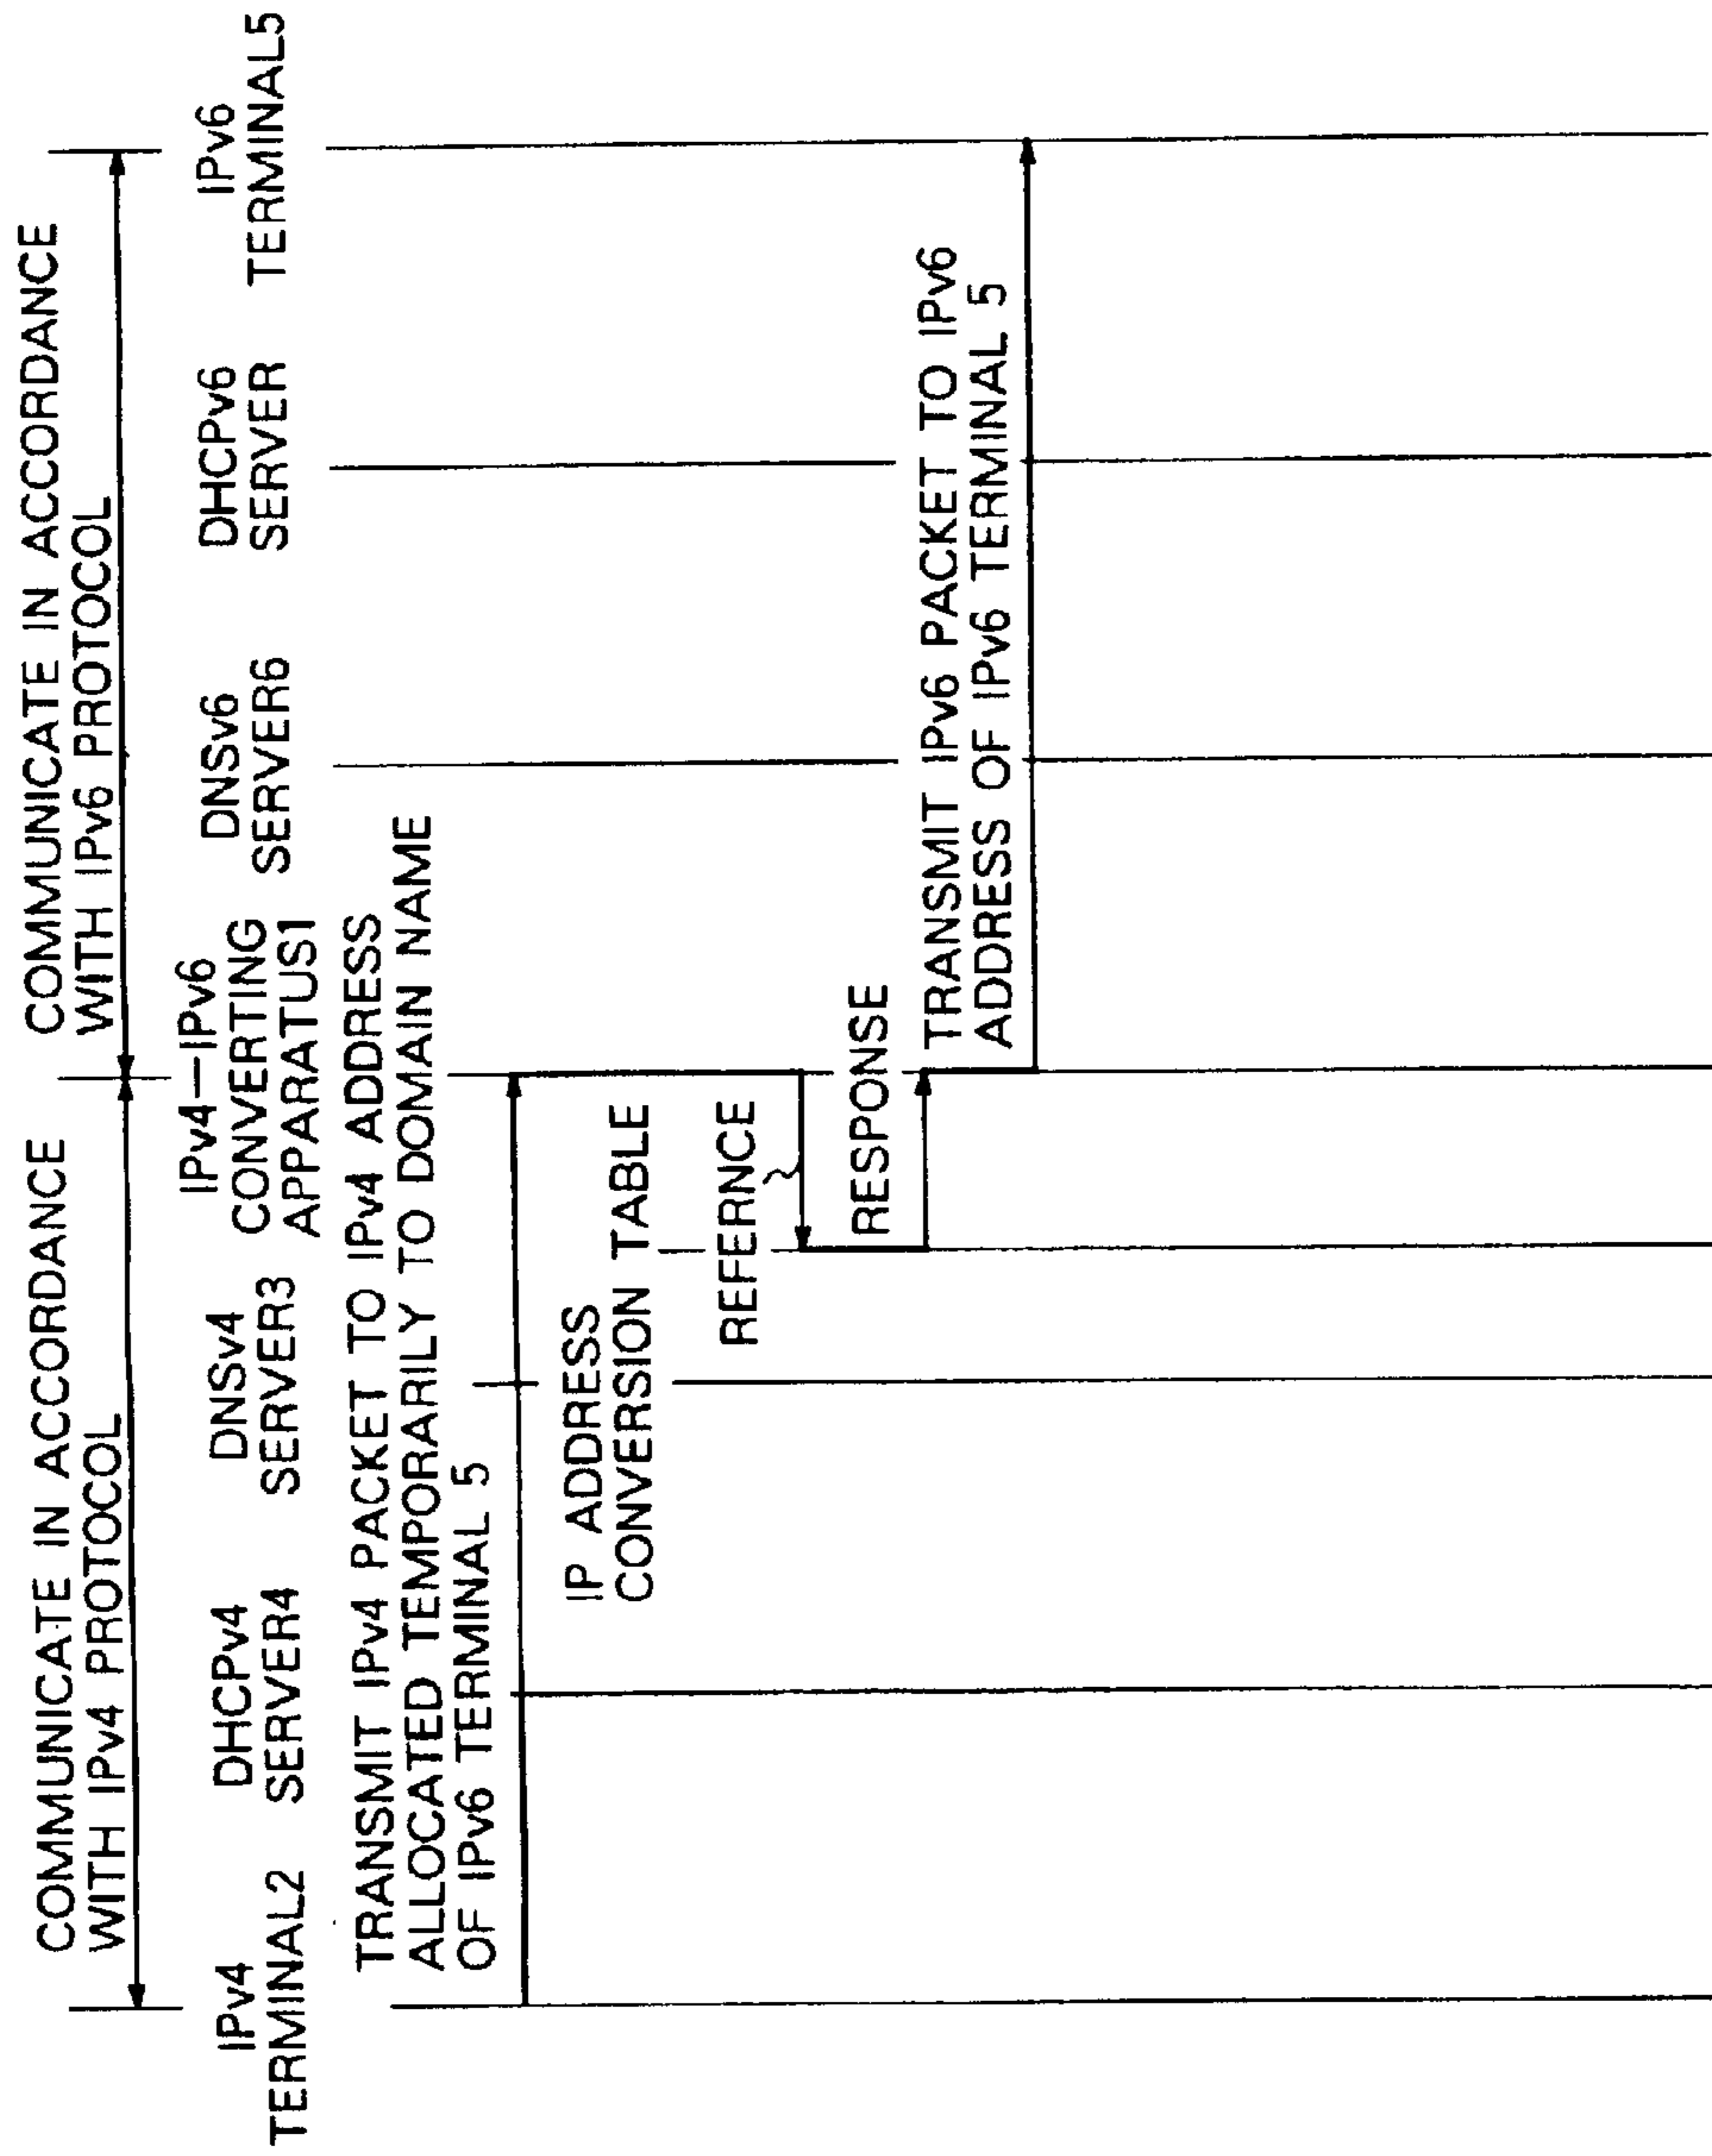 COMMUNICATE IN ACCORDANCE
WITH IPv4 PROTOCOL
COMMUNICATE IN ACCORDANCE
WITH IPv6 PROTOCOL
IPv4
TERMINAL2
DHCPv4
SERVER4
DNSv4
SERVER3
IPv4—IPv6
CONVERTING
APPARATUS1
DNSv6
SERVER6
DHCPv6
SERVER
IPv6
TERMINAL5
TRANSMIT IPv4 PACKET TO IPv4 ADDRESS
ALLOCATED TEMPORARILY TO DOMAIN NAME
OF IPv6 TERMINAL 5
IP ADDRESS
CONVERSION TABLE
REFERNCE
RESPONSE
TRANSMIT IPv6 PACKET TO IPv6
ADDRESS OF IPv6 TERMINAL 5